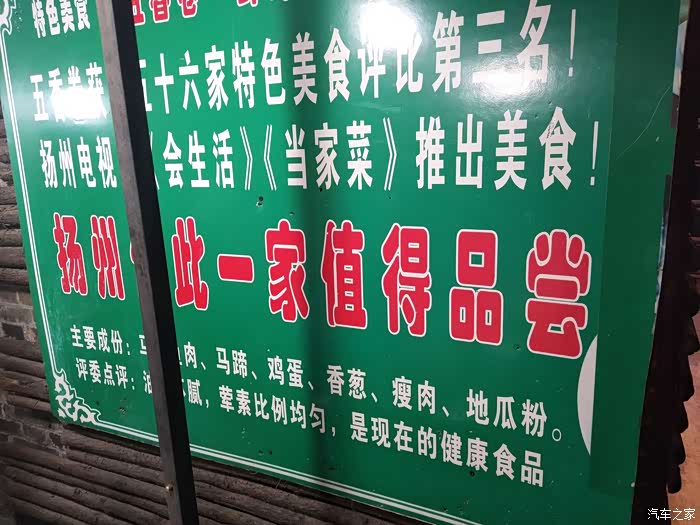 特色美食
五香卷
五香卷获 五十六家特色美食评比第三名！
扬州电视 会生活》《当家菜》推出美食！
扬州 此一家值得品尝
主要成份： 肉、马蹄、鸡蛋、香葱、瘦肉、地瓜粉。
评委点评：油 腻，荤素比例均匀，是现在的健康食品
汽车之家